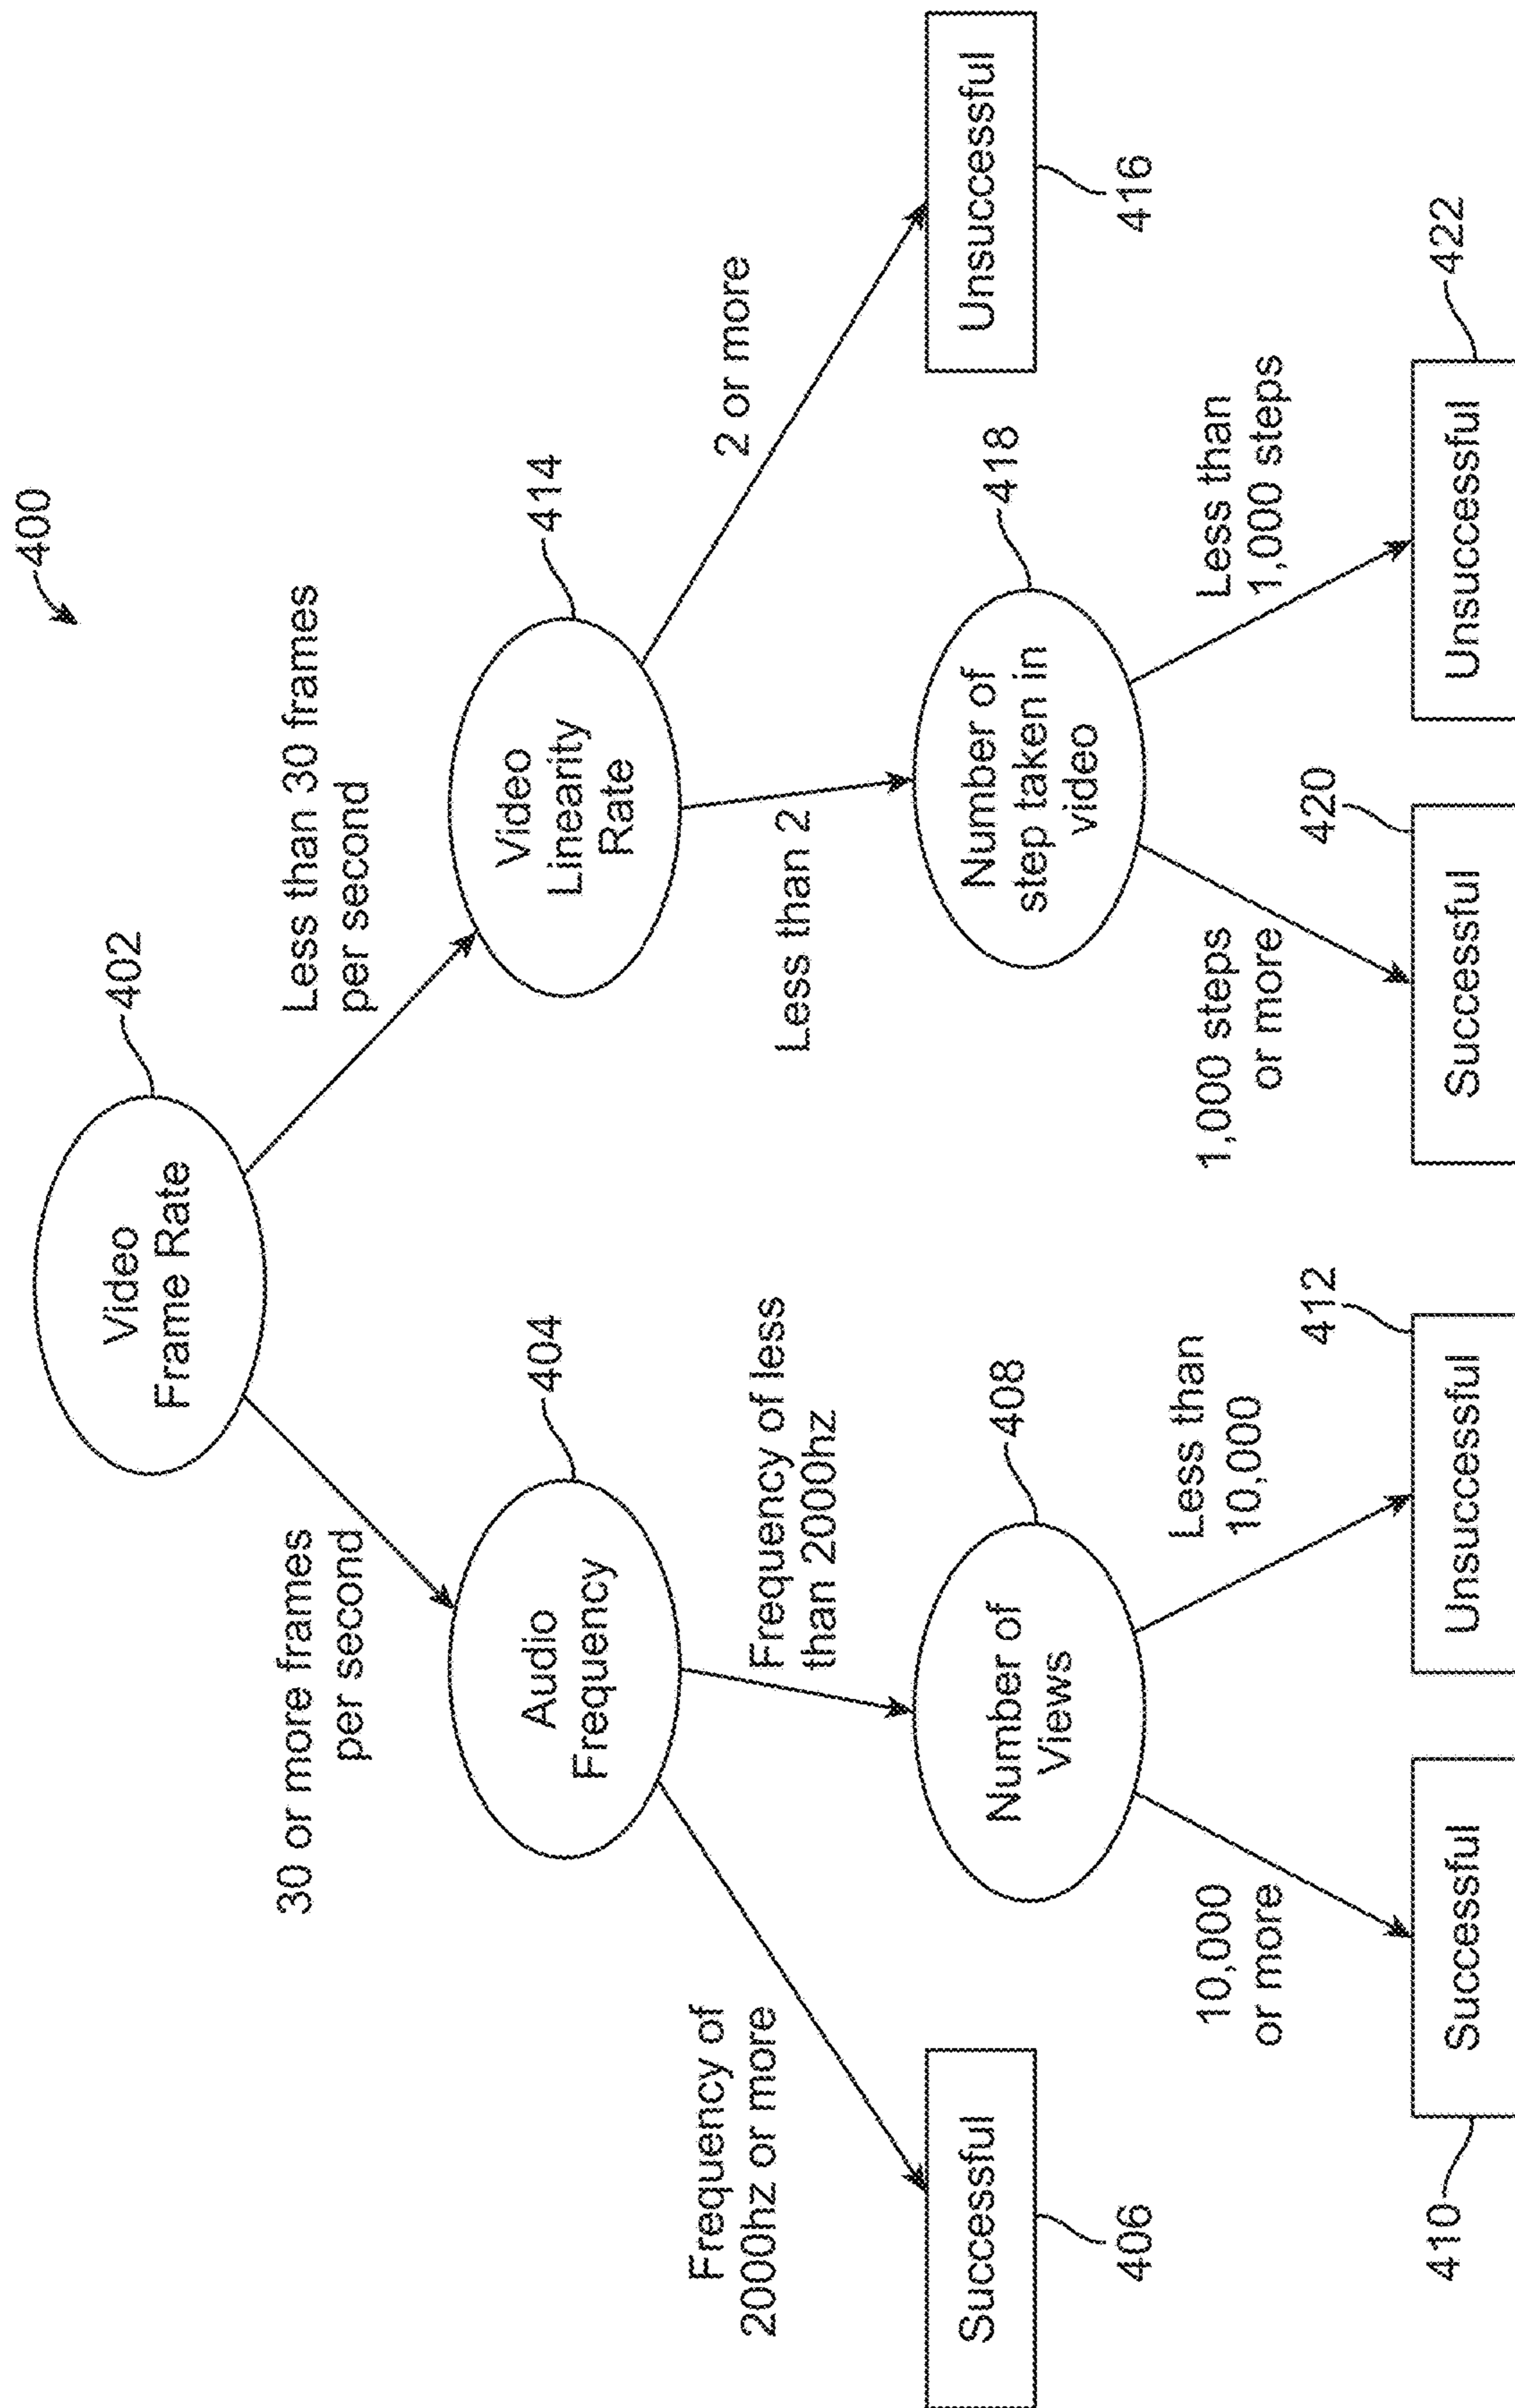 400
Video
Frame Rate
402
30 or more frames
per second
Less than 30 frames
per second
Audio
Frequency
404
Video
Linearity
Rate
414
Frequency of
2000hz or more
Frequency of less
than 2000hz
Less than 2
2 or more
Successful
406
Number of
Views
408
Number of
step taken in
video
418
Unsuccessful
416
10,000
or more
Less than
10,000
1,000 steps
or more
Less than
1,000 steps
410
Successful
Unsuccessful
412
Successful
420
Unsuccessful
422